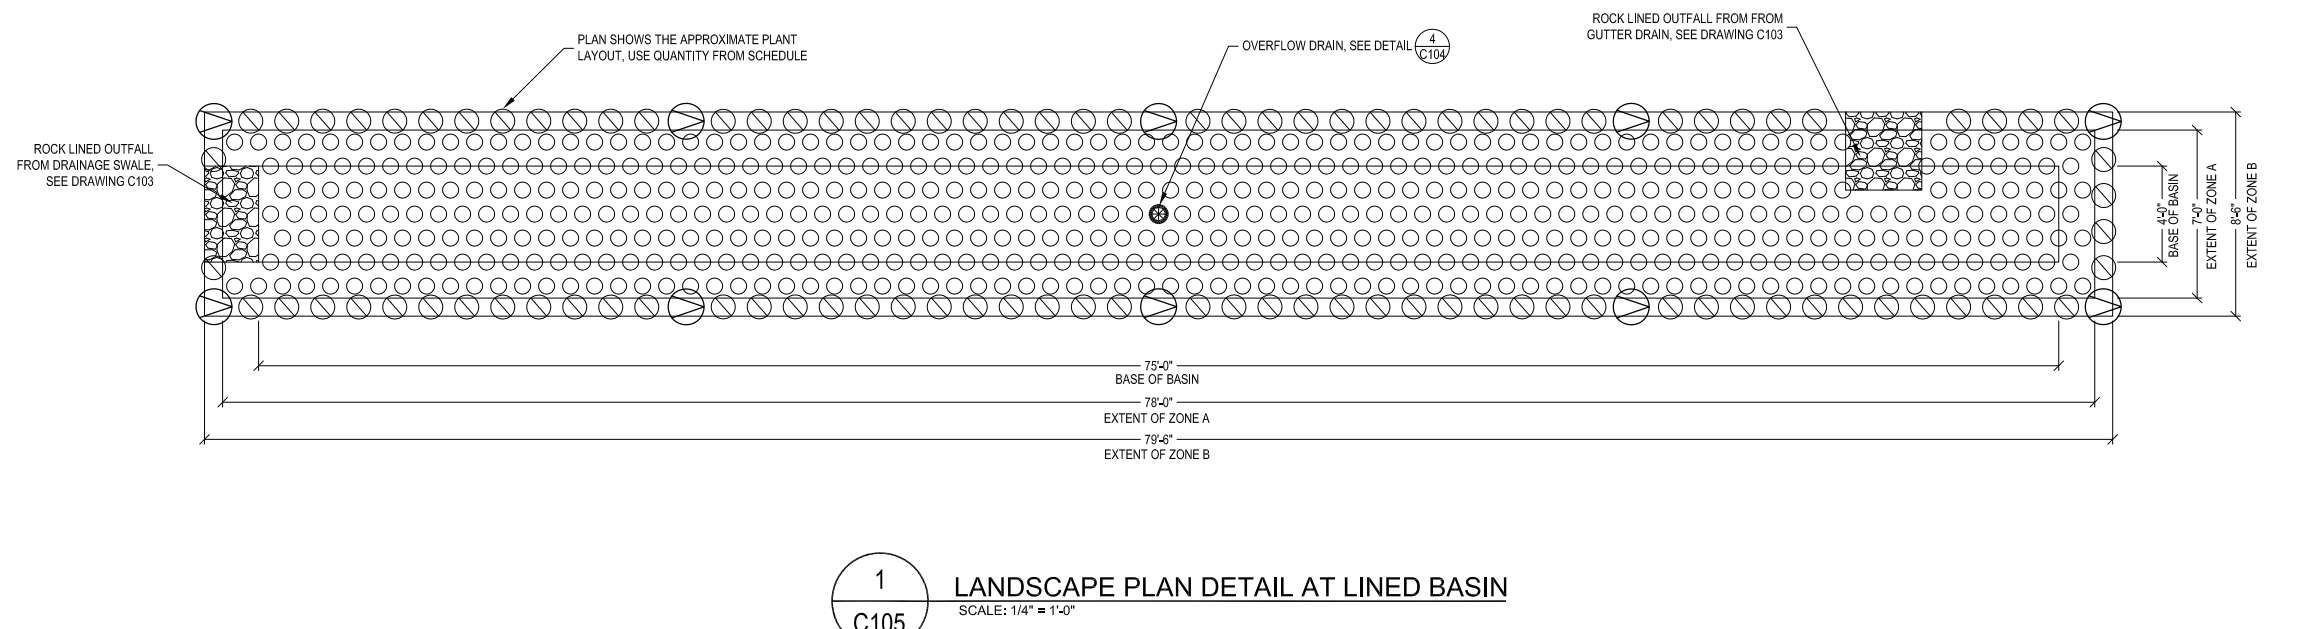 PLAN SHOWS THE APPROXIMATE PLANT
LAYOUT, USE QUANTITY FROM SCHEDULE
OVERFLOW DRAIN, SEE DETAIL
4
C104
ROCK LINED OUTFALL FROM FROM
GUTTER DRAIN, SEE DRAWING C103
ROCK LINED OUTFALL
FROM DRAINAGE SWALE,
SEE DRAWING C103
4'-0"
BASE OF BASIN
7'-0"
EXTENT OF ZONE A
8'-6"
EXTENT OF ZONE B
75'-0"
BASE OF BASIN
78'-0"
EXTENT OF ZONE A
79'-6"
EXTENT OF ZONE B
1
C105
LANDSCAPE PLAN DETAIL AT LINED BASIN
SCALE: 1/4" = 1'-0"